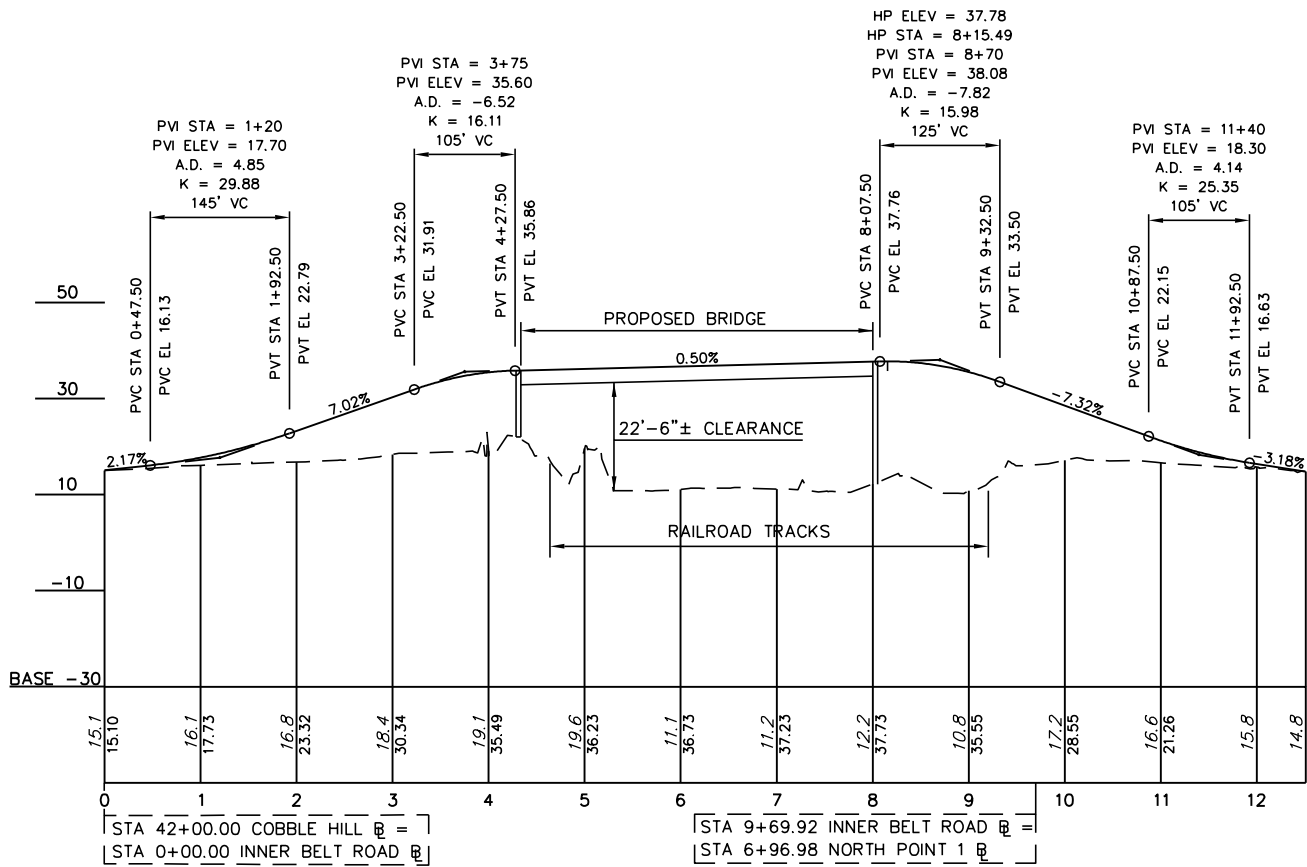 HP ELEV = 37.78
HP STA = 8+15.49
PVI STA = 8+70
PVI ELEV = 38.08
A.D. = -7.82
K = 15.98
125' VC
PVI STA = 3+75
PVI ELEV = 35.60
A.D. = -6.52
K = 16.11
105' VC
PVI STA = 1+20
PVI ELEV = 17.70
A.D. = 4.85
K = 29.88
145' VC
PVI STA = 11+40
PVI ELEV = 18.30
A.D. = 4.14
K = 25.35
105' VC
PVC STA 0+47.50
PVC EL 16.13
PVT STA 1+92.50
PVT EL 22.79
PVC STA 3+22.50
PVC EL 31.91
PVT STA 4+27.50
PVT EL 35.86
PVC STA 8+07.50
PVC EL 37.76
PVT STA 9+32.50
PVT EL 33.50
PVC STA 10+87.50
PVC EL 22.15
PVT STA 11+92.50
PVT EL 16.63
50
30
10
-10
BASE -30
PROPOSED BRIDGE
2.17%
7.02%
0.50%
-7.32%
-3.18%
22'-6"± CLEARANCE
RAILROAD TRACKS
15.1 15.10 16.1 17.73 16.8 23.32 18.4 30.34 19.1 35.49 19.6 36.23 11.1 36.73 11.2 37.23 12.2 37.73 10.8 35.55 17.2 28.55 16.6 21.26 15.8 14.8
0 1 2 3 4 5 6 7 8 9 10 11 12
STA 42+00.00 COBBLE HILL BL =
STA 0+00.00 INNER BELT ROAD BL
STA 9+69.92 INNER BELT ROAD BL =
STA 6+96.98 NORTH POINT 1 BL